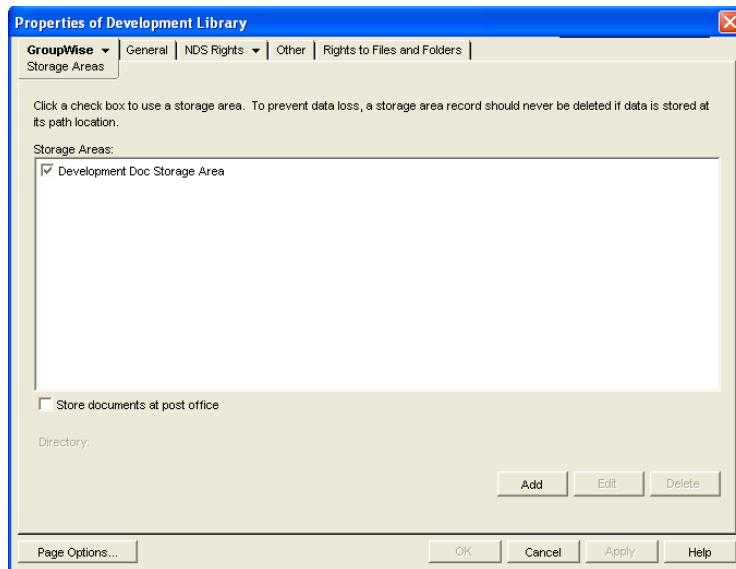 Properties of Development Library
GroupWise General NDS Rights Other Rights to Files and Folders
Storage Areas
Click a check box to use a storage area. To prevent data loss, a storage area record should never be deleted if data is stored at
its path location.
Storage Areas:
Development Doc Storage Area
Store documents at post office
Directory:
Add Edit Delete
Page Options... OK Cancel Apply Help